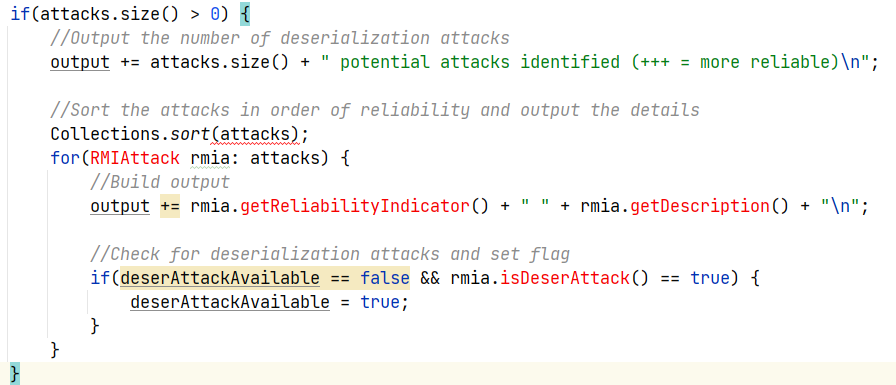 if(attacks.size() > 0) {
//Output the number of deserialization attacks
output += attacks.size() + " potential attacks identified (+++ = more reliable)\n";
//Sort the attacks in order of reliability and output the details
Collections.sort(attacks);
for(RMIAttack rmia: attacks) {
//Build output
output += rmia.getReliabilityIndicator() + " " + rmia.getDescription() + "\n";
//Check for deserialization attacks and set flag
if(deserAttackAvailable == false && rmia.isDeserAttack() == true) {
deserAttackAvailable = true;
}
}
}